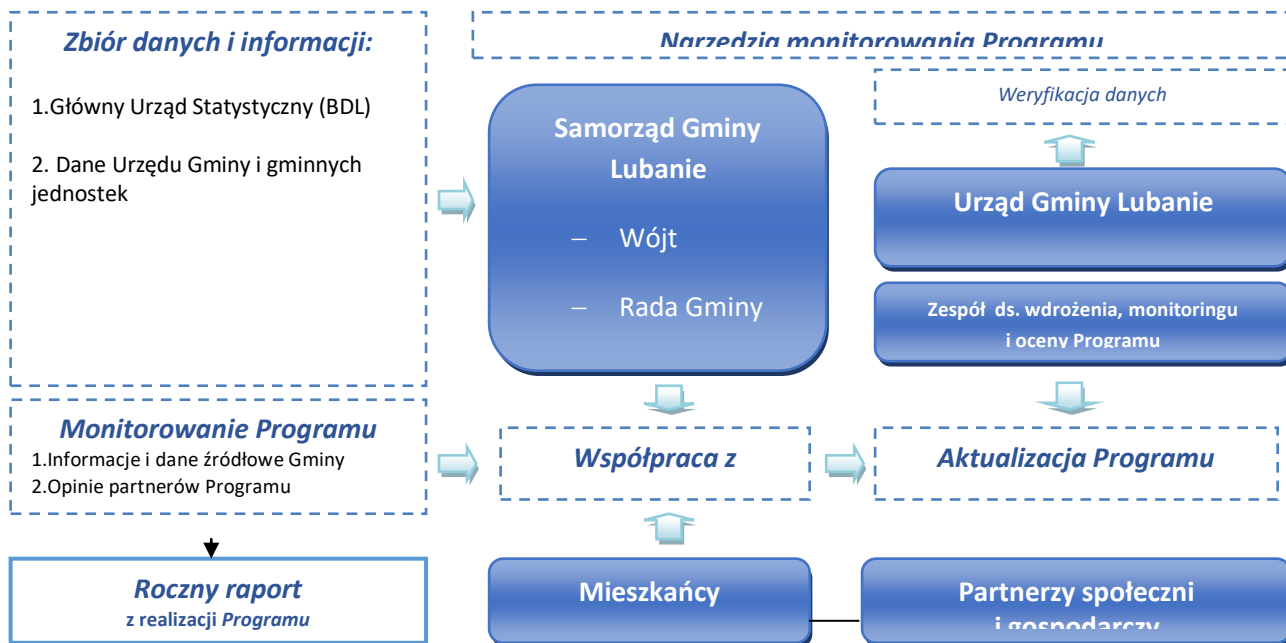 Zbiór danych i informacji:
1.Główny Urząd Statystyczny (BDL)
2. Dane Urzędu Gminy i gminnych
jednostek
Narzędzia monitorowania Programu
Samorząd Gminy
Lubanie
– Wójt
– Rada Gminy
Weryfikacja danych
Urząd Gminy Lubanie
Zespół ds. wdrożenia, monitoringu
i oceny Programu
Monitorowanie Programu
1.Informacje i dane źródłowe Gminy
2.Opinie partnerów Programu
Współpraca z
Aktualizacja Programu
Roczny raport
z realizacji Programu
Mieszkańcy
Partnerzy społeczni
i gospodarczy